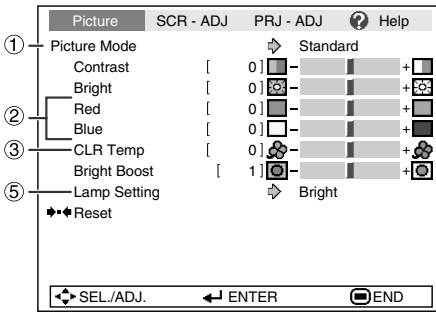 Picture SCR - ADJ PRJ - ADJ ? Help
① Picture Mode Standard
Contrast [ 0 ] - +
Bright [ 0 ] - +
② Red [ 0 ] - +
Blue [ 0 ] - +
③ CLR Temp [ 0 ] - +
Bright Boost [ 1 ] - +
⑤ Lamp Setting Bright
Reset
SEL./ADJ. ENTER END